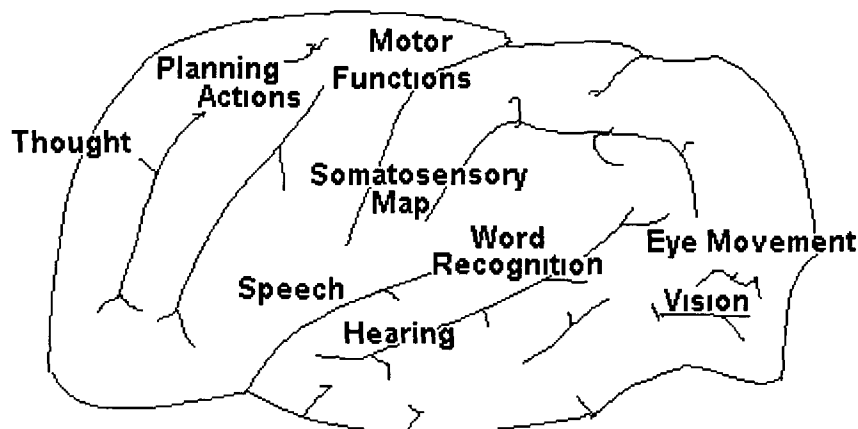 Motor
Functions
Planning
Actions
Thought
Somatosensory
Map
Word
Recognition
Eye Movement
Speech
Vision
Hearing